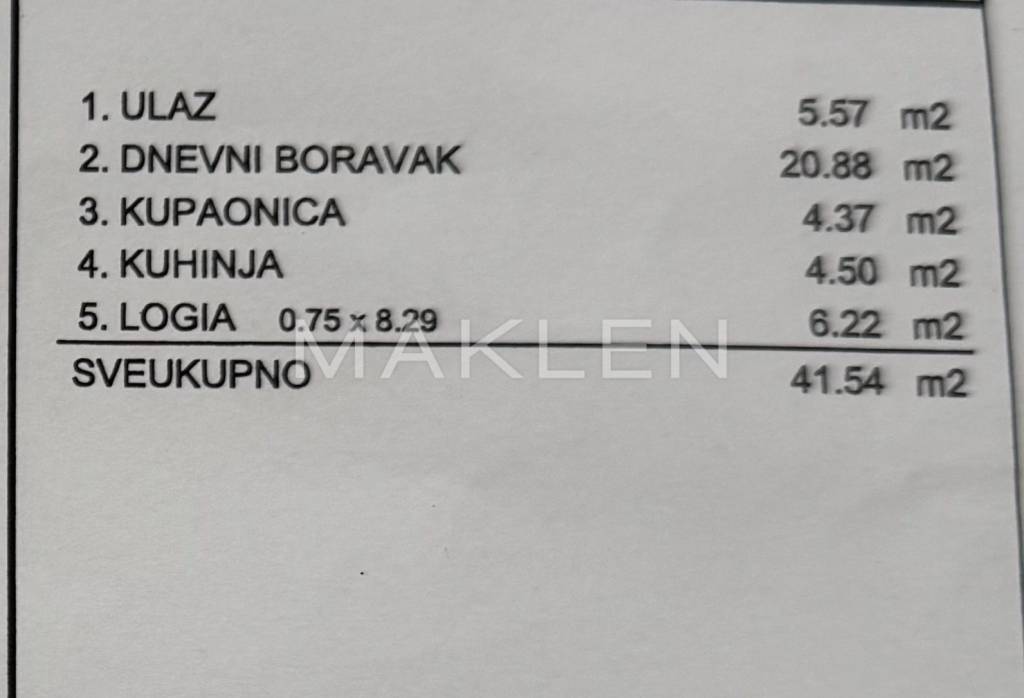 1. ULAZ 5.57 m2
2. DNEVNI BORAVAK 20.88 m2
3. KUPAONICA 4.37 m2
4. KUHINJA 4.50 m2
5. LOGIA 0.75 x 8.29 6.22 m2
MAKLEN
SVEUKUPNO 41.54 m2